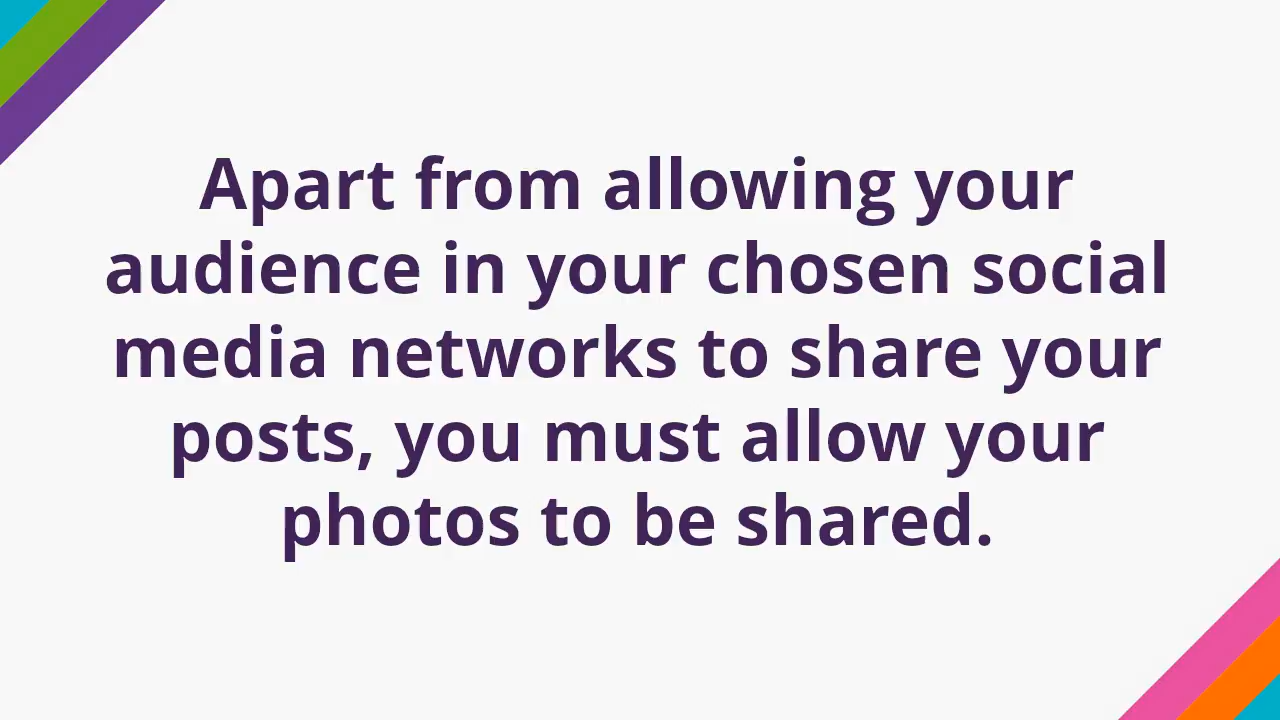 Apart from allowing your
audience in your chosen social
media networks to share your
posts, you must allow your
photos to be shared.